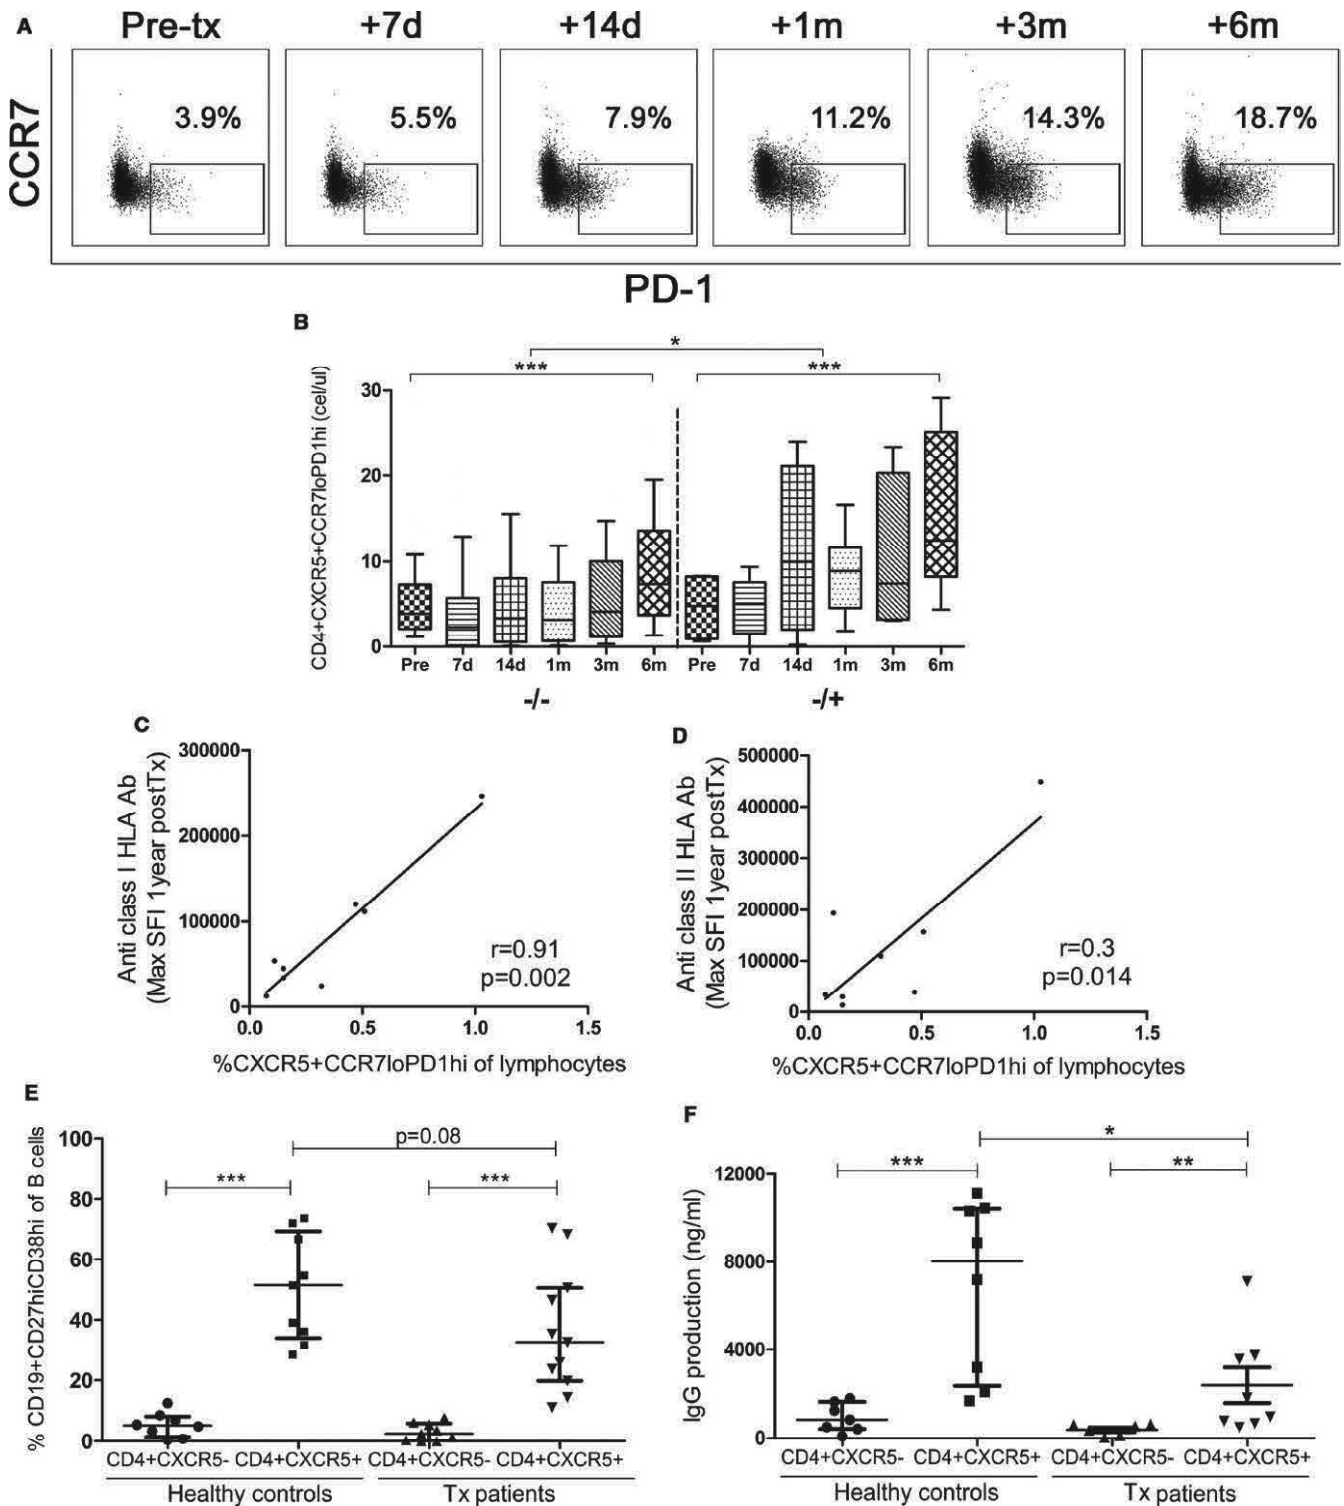 A
Pre-tx +7d +14d +1m +3m +6m
CCR7
3.9% 5.5% 7.9% 11.2% 14.3% 18.7%
PD-1
B
*
*** ***
CD4+CXCR5+CCR7loPD1hi (cel/ul)
30
20
10
0
Pre 7d 14d 1m 3m 6m Pre 7d 14d 1m 3m 6m
-/- -/+
C
Anti class I HLA Ab
(Max SFI 1year postTx)
300000
200000
100000
0
r=0.91
p=0.002
0.0 0.5 1.0 1.5
%CXCR5+CCR7loPD1hi of lymphocytes
D
Anti class II HLA Ab
(Max SFI 1year postTx)
500000
400000
300000
200000
100000
0
r=0.3
p=0.014
0.0 0.5 1.0 1.5
%CXCR5+CCR7loPD1hi of lymphocytes
E
% CD19+CD27hiCD38hi of B cells
p=0.08
*** ***
100
80
60
40
20
0
CD4+CXCR5- CD4+CXCR5+ CD4+CXCR5- CD4+CXCR5+
Healthy controls Tx patients
F
IgG production (ng/ml)
*
*** **
12000
8000
4000
0
CD4+CXCR5- CD4+CXCR5+ CD4+CXCR5- CD4+CXCR5+
Healthy controls Tx patients